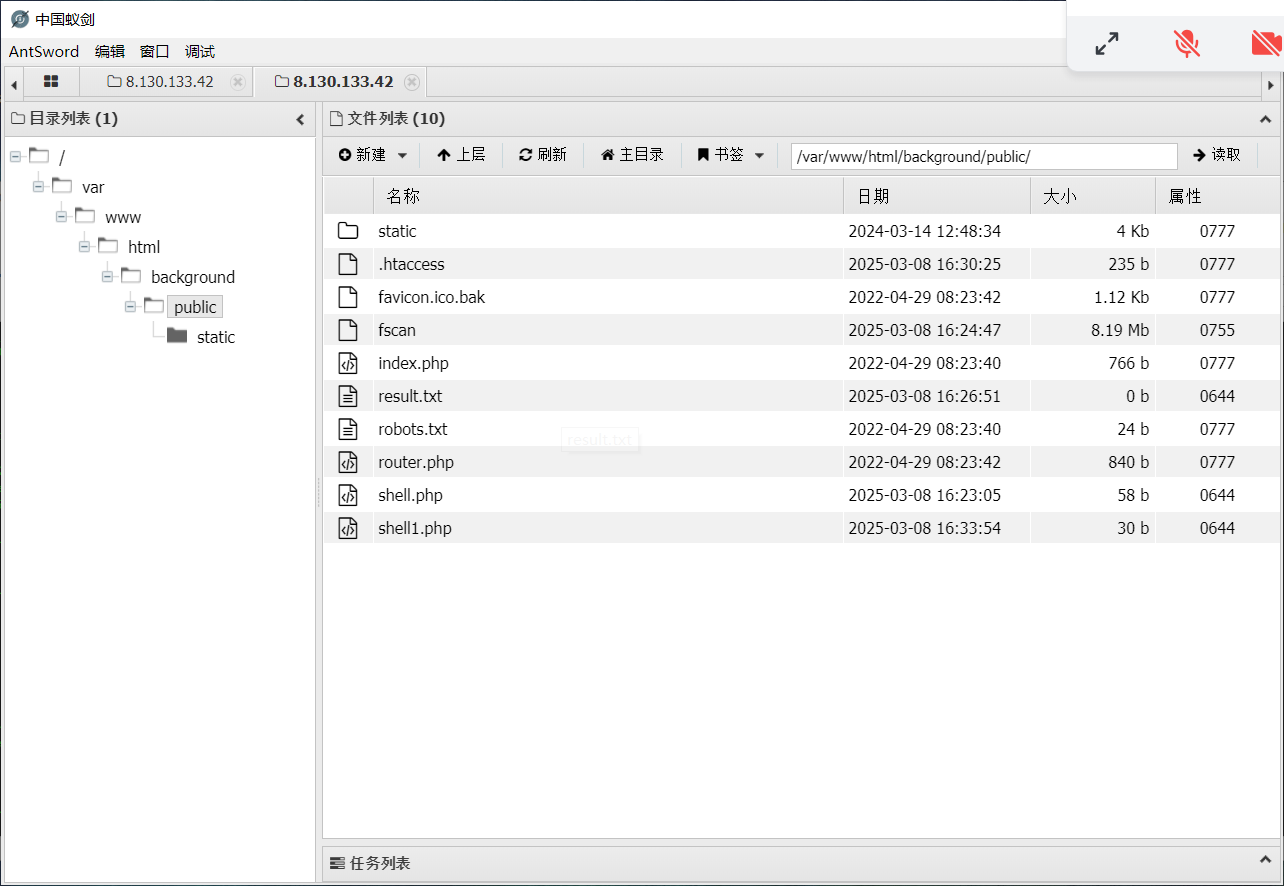 中国蚁剑
AntSword 编辑 窗口 调试
8.130.133.42 8.130.133.42
目录列表 (1)
/
var
www
html
background
public
static
文件列表 (10)
新建 上层 刷新 主目录 书签 /var/www/html/background/public/ 读取
名称 日期 大小 属性
static 2024-03-14 12:48:34 4 Kb 0777
.htaccess 2025-03-08 16:30:25 235 b 0777
favicon.ico.bak 2022-04-29 08:23:42 1.12 Kb 0777
fscan 2025-03-08 16:24:47 8.19 Mb 0755
index.php 2022-04-29 08:23:40 766 b 0777
result.txt 2025-03-08 16:26:51 0 b 0644
robots.txt 2022-04-29 08:23:40 24 b 0777
result.txt
router.php 2022-04-29 08:23:42 840 b 0777
shell.php 2025-03-08 16:23:05 58 b 0644
shell1.php 2025-03-08 16:33:54 30 b 0644
任务列表